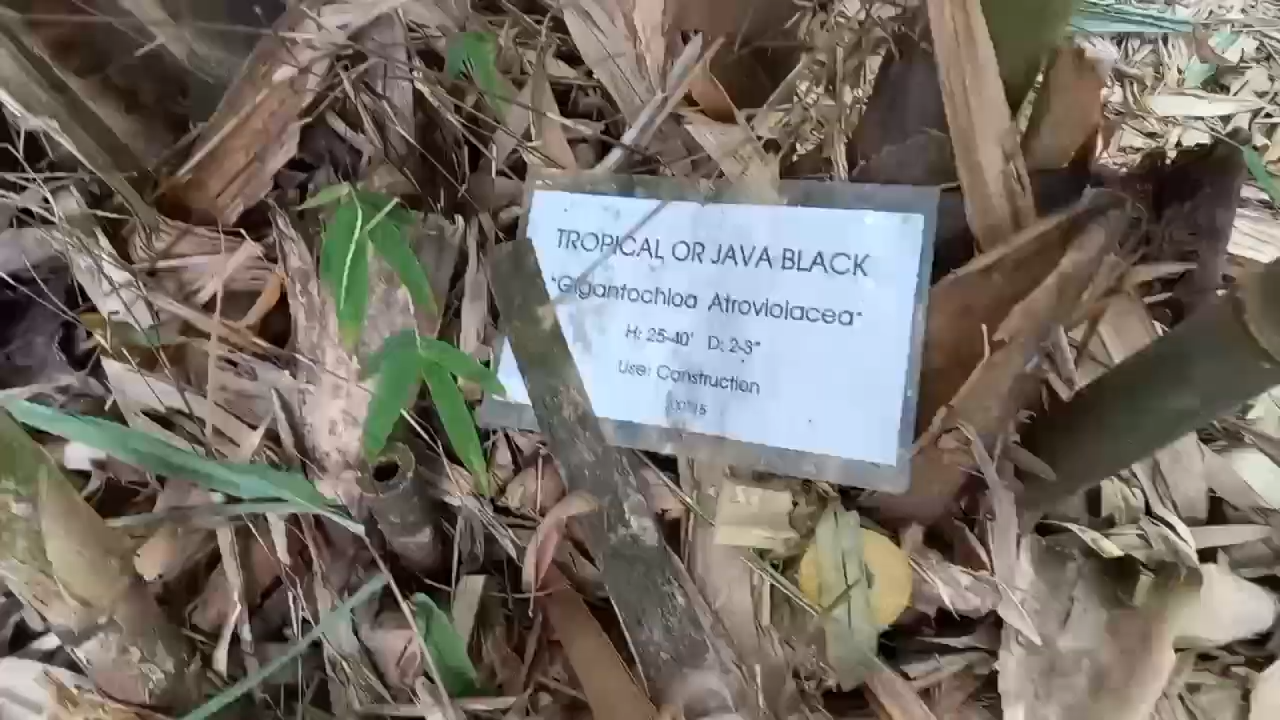 TROPICAL OR JAVA BLACK
"Gigantochloa Atroviolacea"
H: 25-40' D: 2-3"
Use: Construction